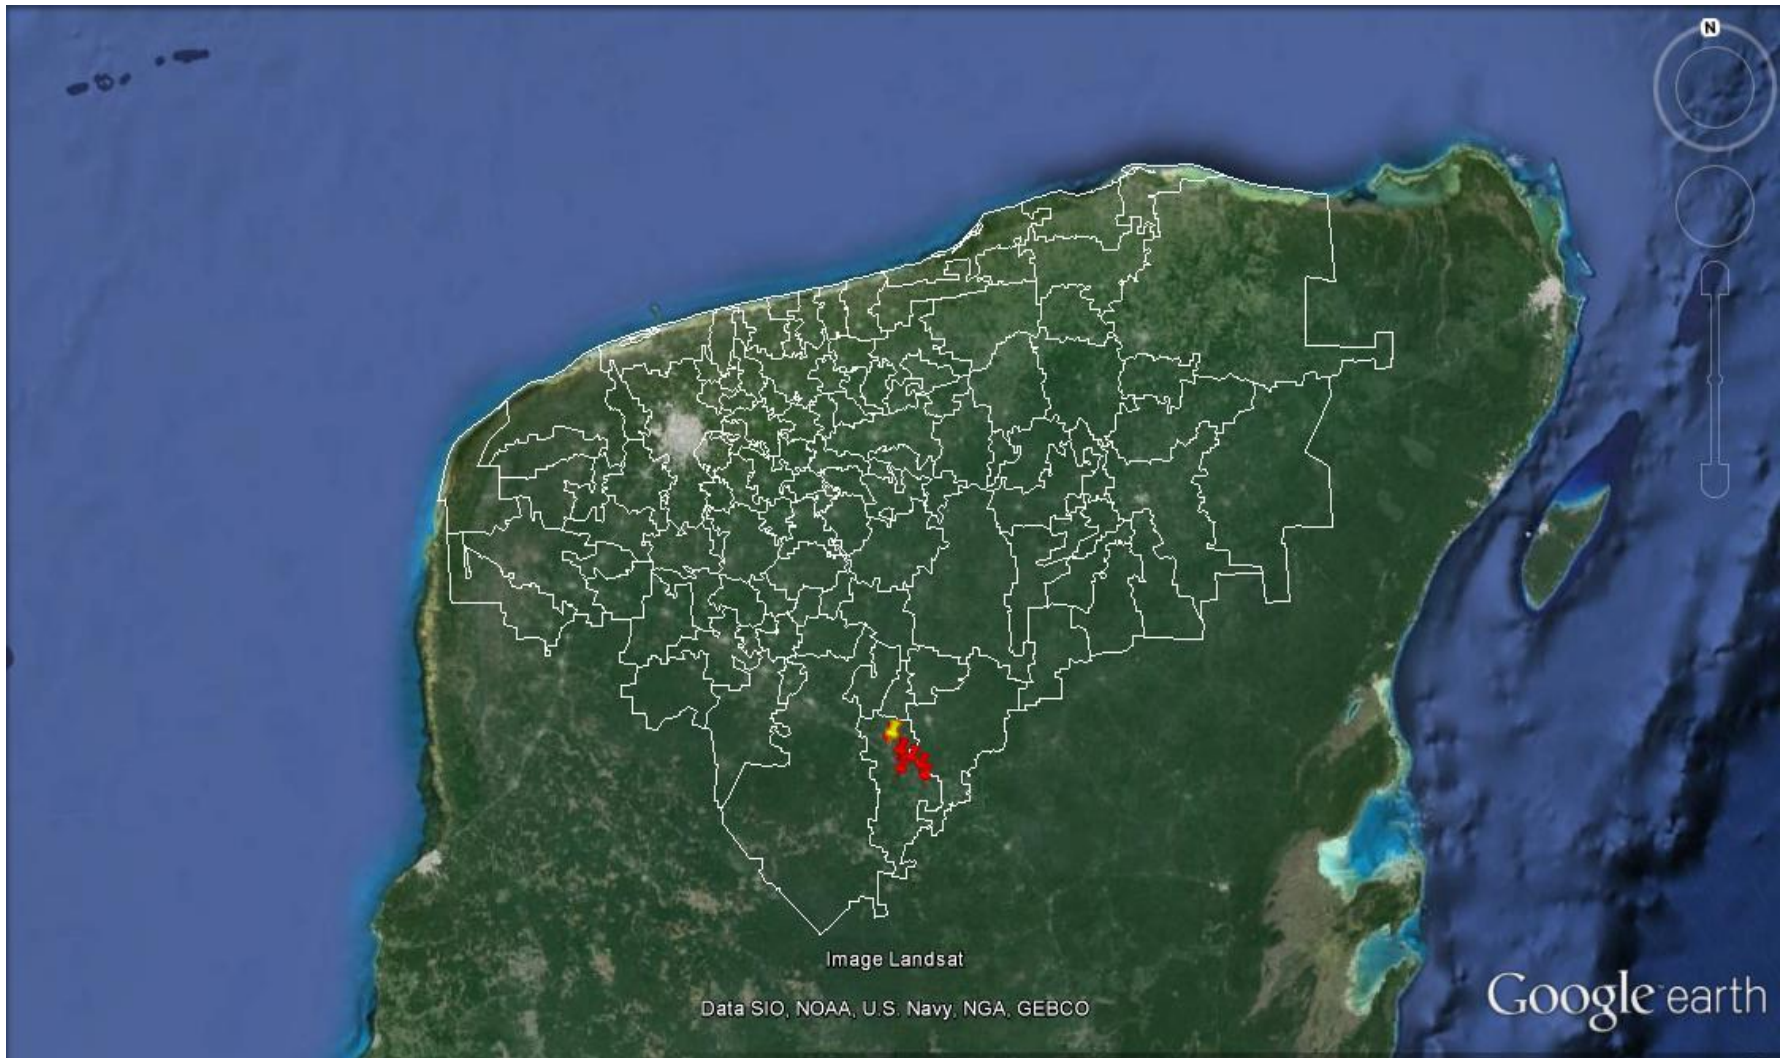 N
Image Landsat
Data SIO, NOAA, U.S. Navy, NGA, GEBCO
Google earth